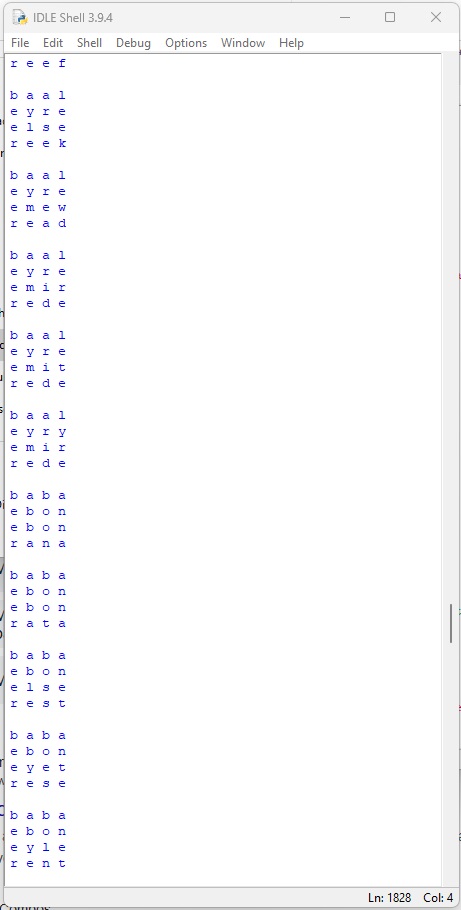 IDLE Shell 3.9.4
File Edit Shell Debug Options Window Help
r e e f
b a a l
e y r e
e l s e
r e e k
b a a l
e y r e
e m e w
r e a d
b a a l
e y r e
e m i r
r e d e
b a a l
e y r e
e m i t
r e d e
b a a l
e y r y
e m i r
r e d e
b a b a
e b o n
e b o n
r a n a
b a b a
e b o n
e b o n
r a t a
b a b a
e b o n
e l s e
r e s t
b a b a
e b o n
e y e t
r e s e
b a b a
e b o n
e y l e
r e n t
Ln: 1828 Col: 4